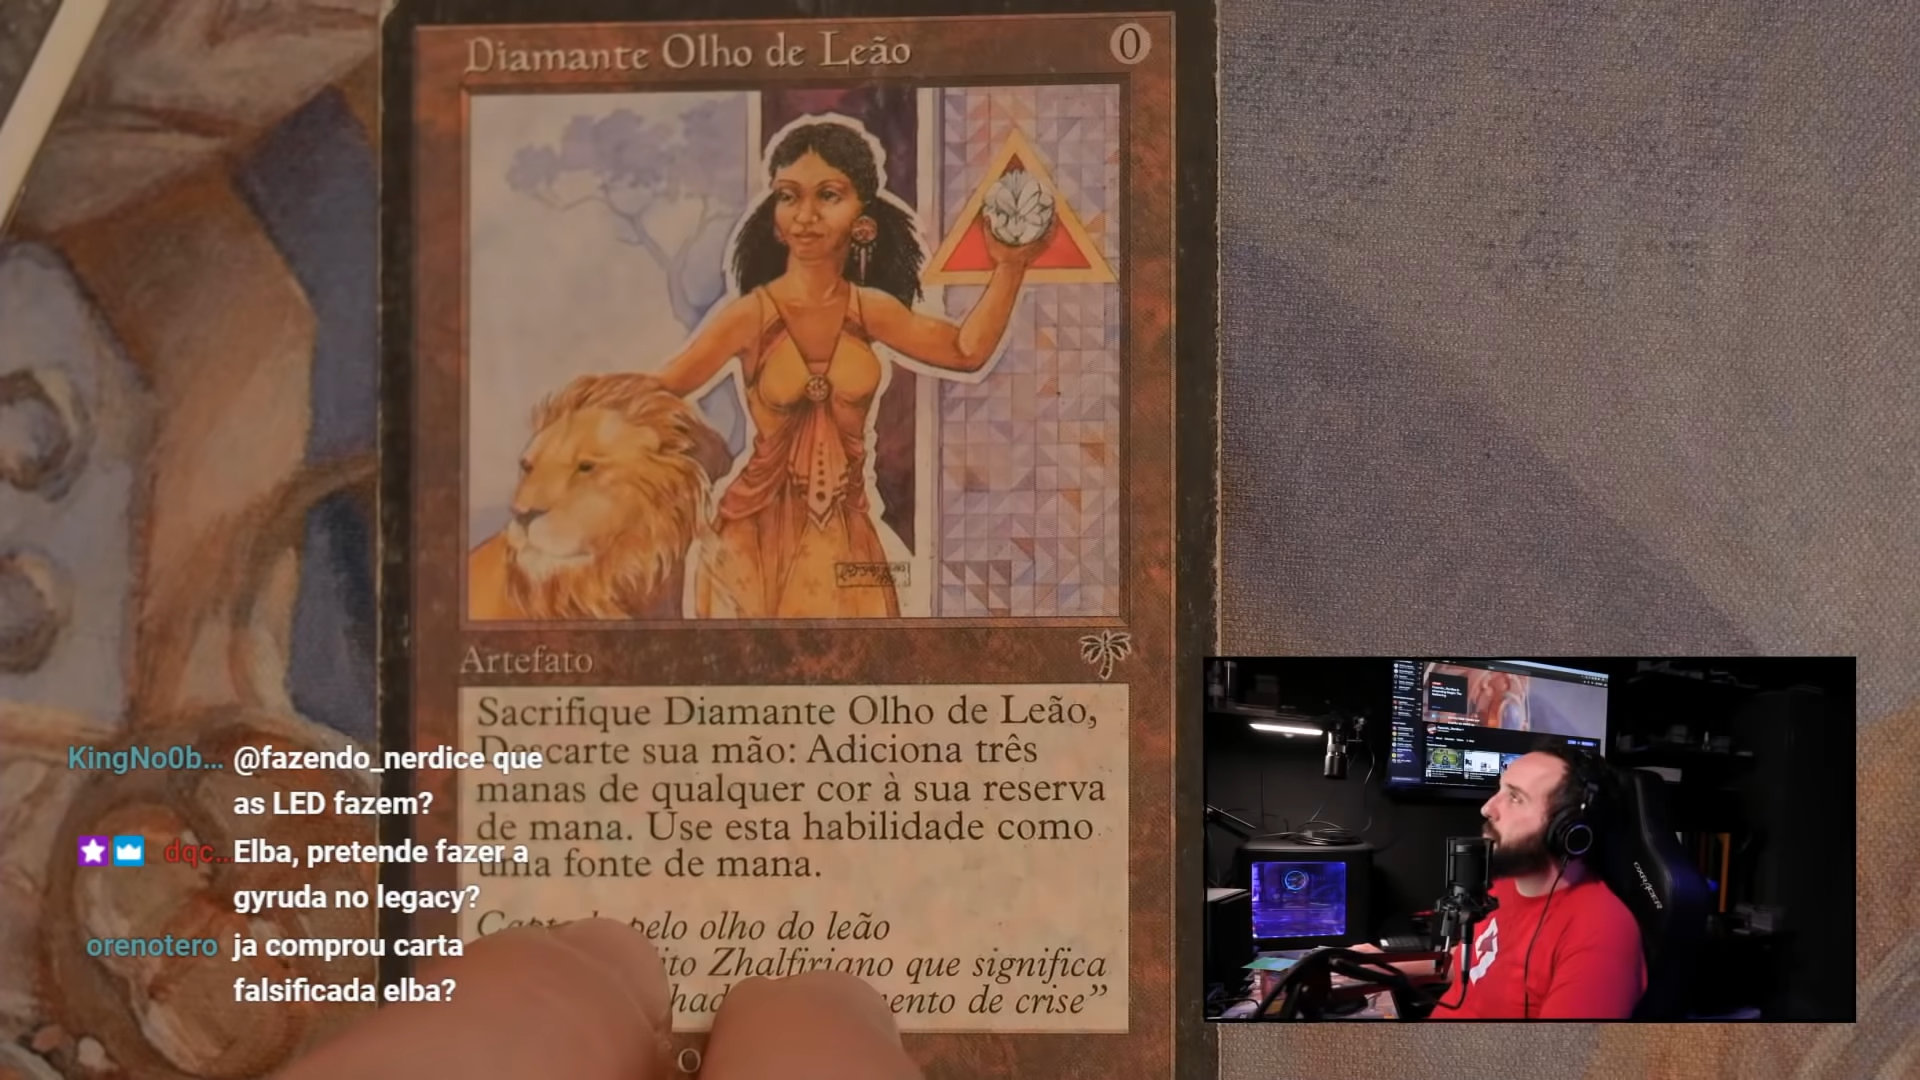 Diamante Olho de Leão
0
Artefato
Sacrifique Diamante Olho de Leão,
Descarte sua mão: Adiciona três
manas de qualquer cor à sua reserva
de mana. Use esta habilidade como
uma fonte de mana.
pelo olho do leão
Zhalfiriano que significa
de crise”
KingNo0b... @fazendo_nerdice que
as LED fazem?
dqc... Elba, pretende fazer a
gyruda no legacy?
orenotero ja comprou carta
falsificada elba?